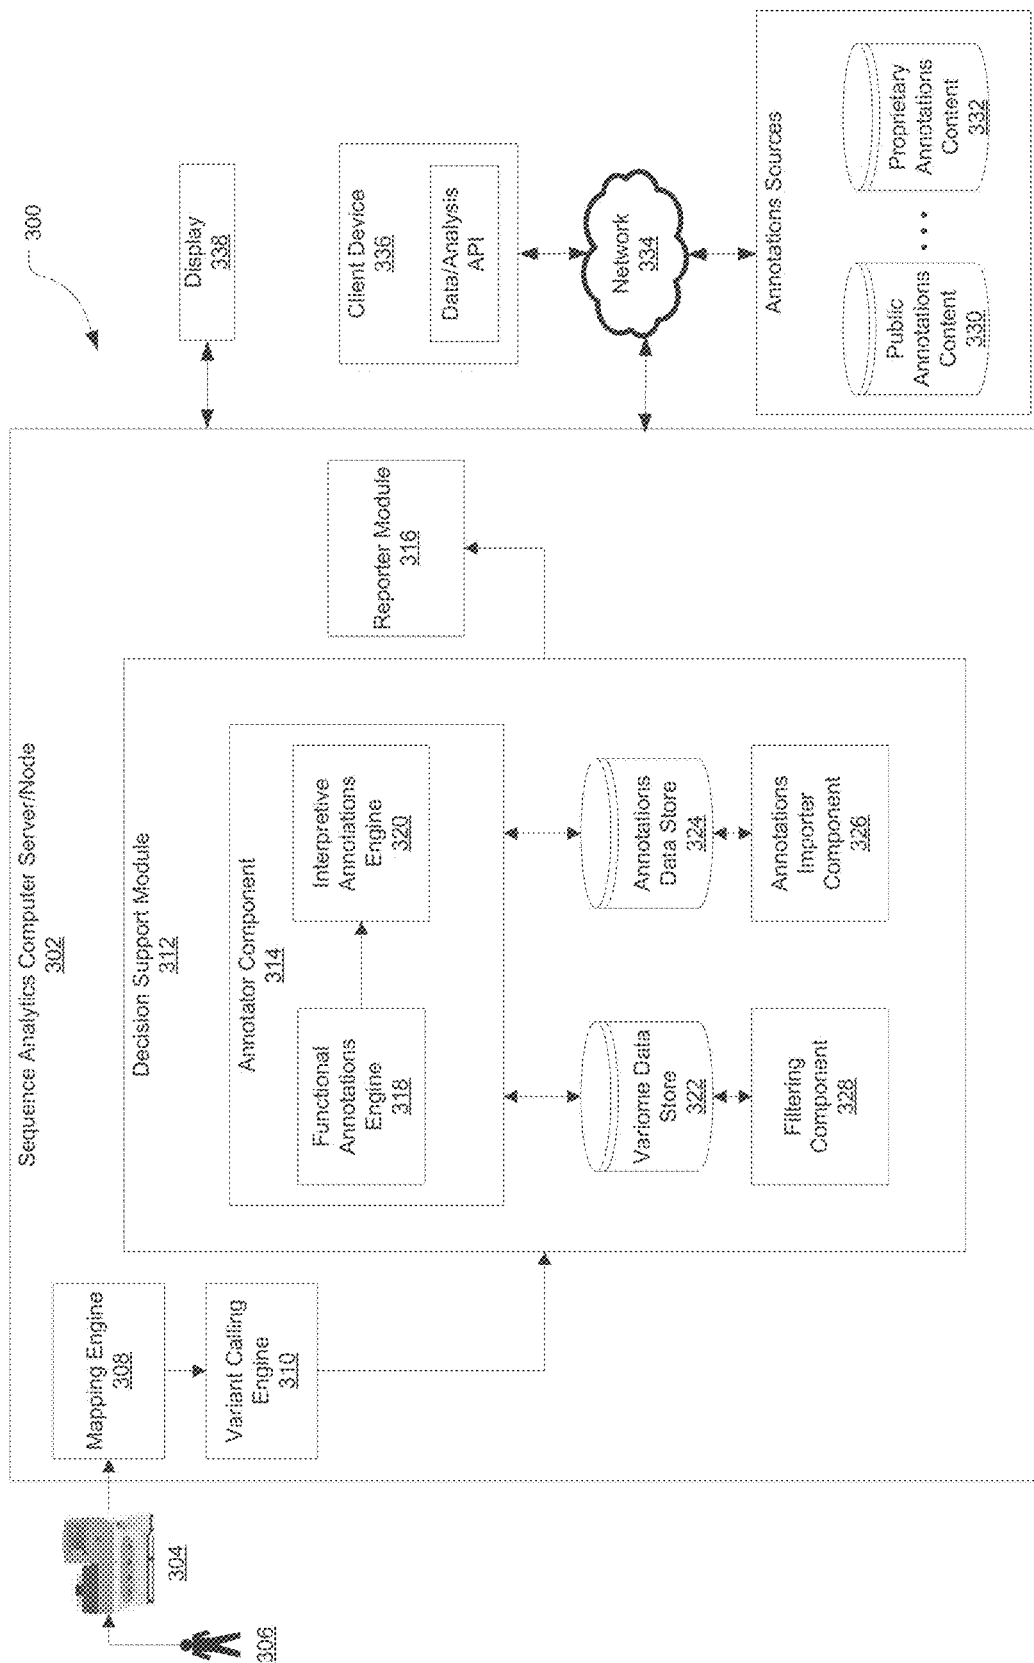 300
Sequence Analytics Computer Server/Node
302
306
304
Mapping Engine
308
Variant Calling
Engine
310
Decision Support Module
312
Annotator Component
314
Functional
Annotations
Engine
318
Interpretive
Annotations
Engine
320
Variome Data
Store
322
Annotations
Data Store
324
Filtering
Component
328
Annotations
Importer
Component
326
Reporter Module
316
Display
338
Client Device
336
Data/Analysis
API
Network
334
Annotations Sources
Public
Annotations
Content
330
Proprietary
Annotations
Content
332